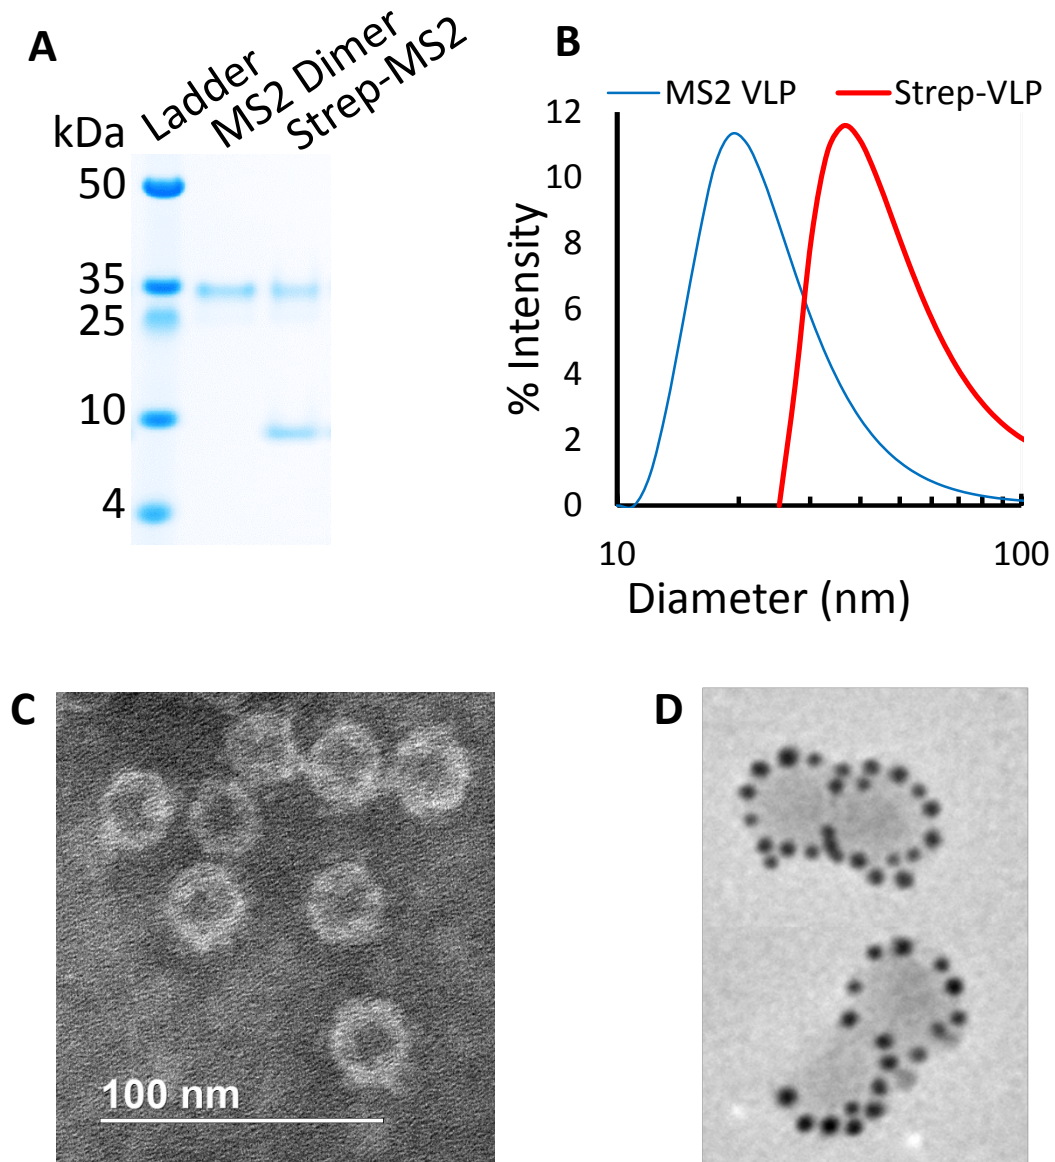 A
Ladder
MS2 Dimer
Strep-MS2
kDa
50
35
25
10
4
B
MS2 VLP
Strep-VLP
12
10
8
6
4
2
0
% Intensity
10
100
Diameter (nm)
C
100 nm
D